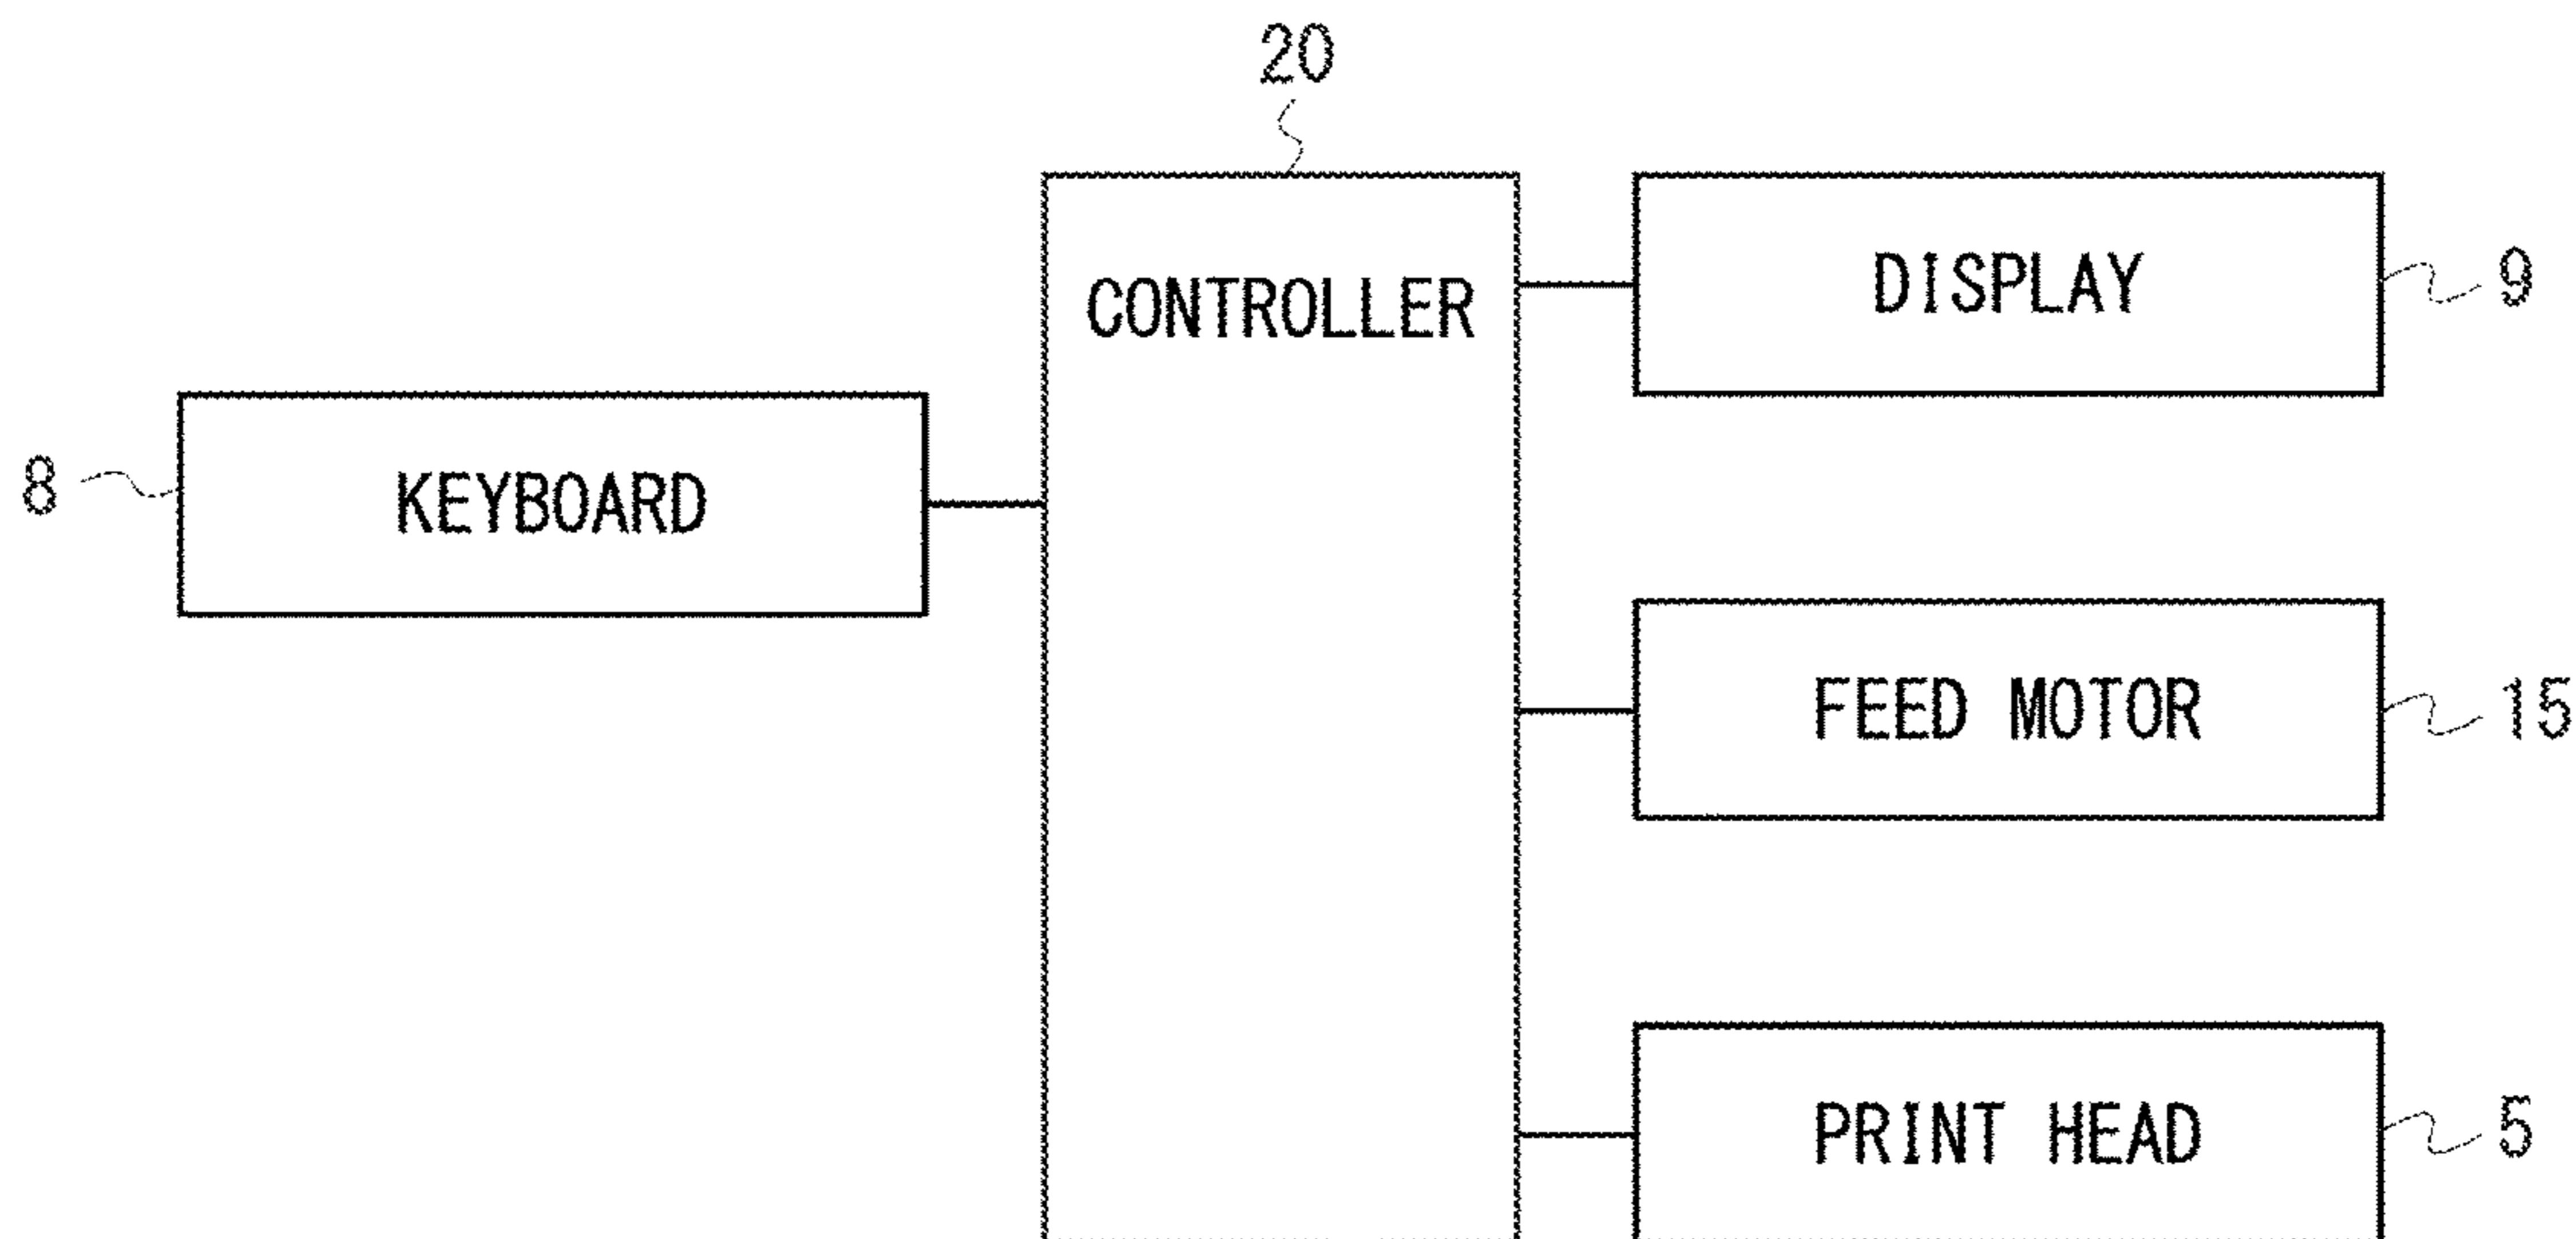 20
CONTROLLER
DISPLAY
9
8
KEYBOARD
FEED MOTOR
15
PRINT HEAD
5